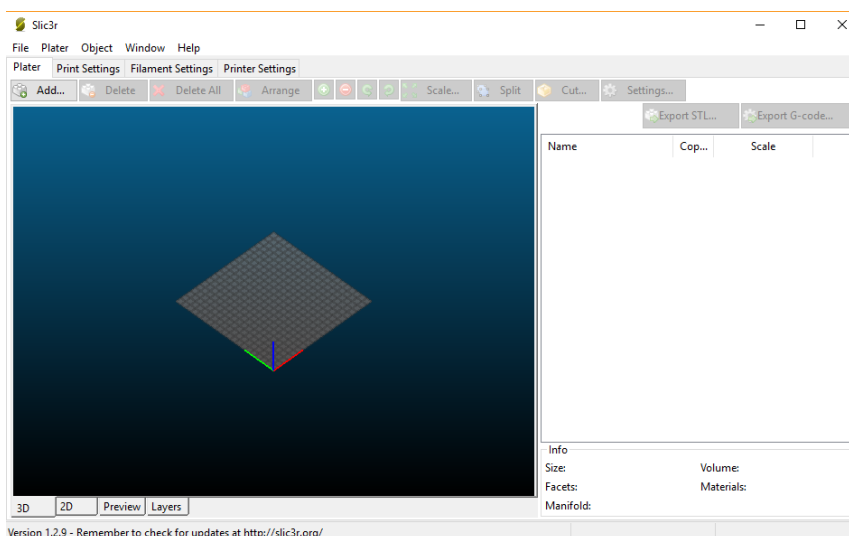 Slic3r
File Plater Object Window Help
Plater Print Settings Filament Settings Printer Settings
Add... Delete Delete All Arrange Scale... Split Cut... Settings...
Export STL... Export G-code...
Name Cop... Scale
Info
Size: Volume:
Facets: Materials:
Manifold:
3D 2D Preview Layers
Version 1.2.9 - Remember to check for updates at http://slic3r.org/